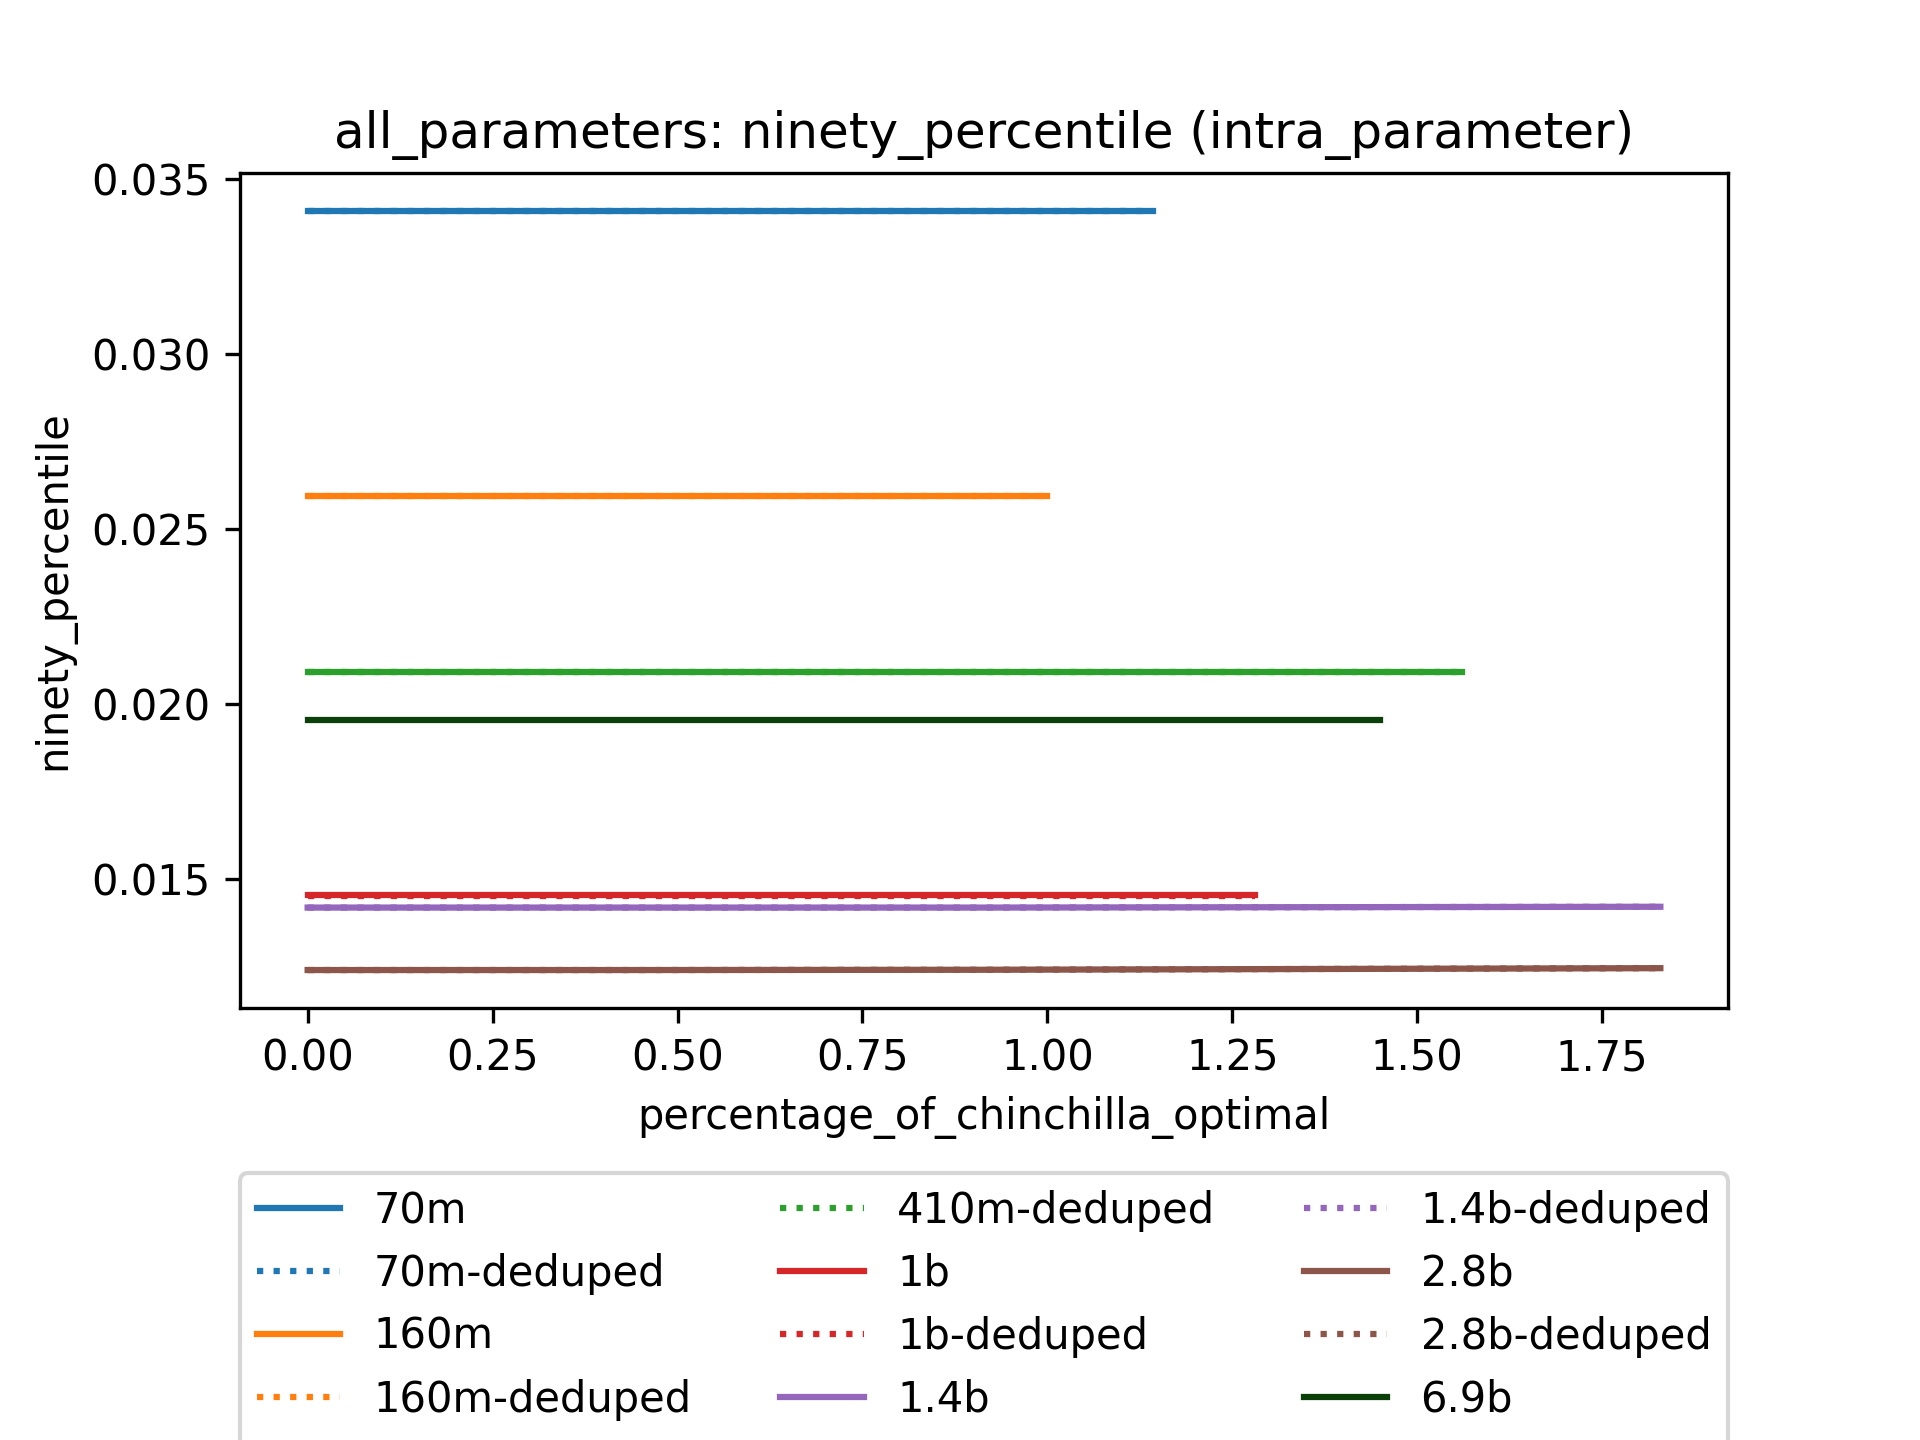 all_parameters: ninety_percentile (intra_parameter)
0.035
0.030
0.025
0.020
0.015
ninety_percentile
0.00 0.25 0.50 0.75 1.00 1.25 1.50 1.75
percentage_of_chinchilla_optimal
70m
70m-deduped
160m
160m-deduped
410m-deduped
1b
1b-deduped
1.4b
1.4b-deduped
2.8b
2.8b-deduped
6.9b